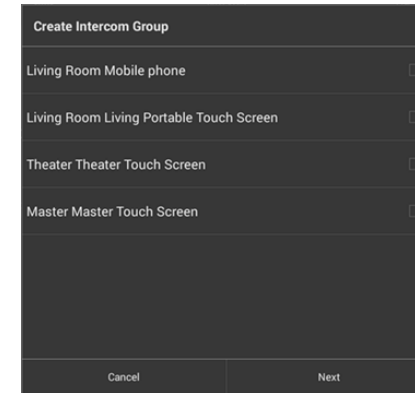 Create Intercom Group
Living Room Mobile phone
Living Room Living Portable Touch Screen
Theater Theater Touch Screen
Master Master Touch Screen
Cancel Next